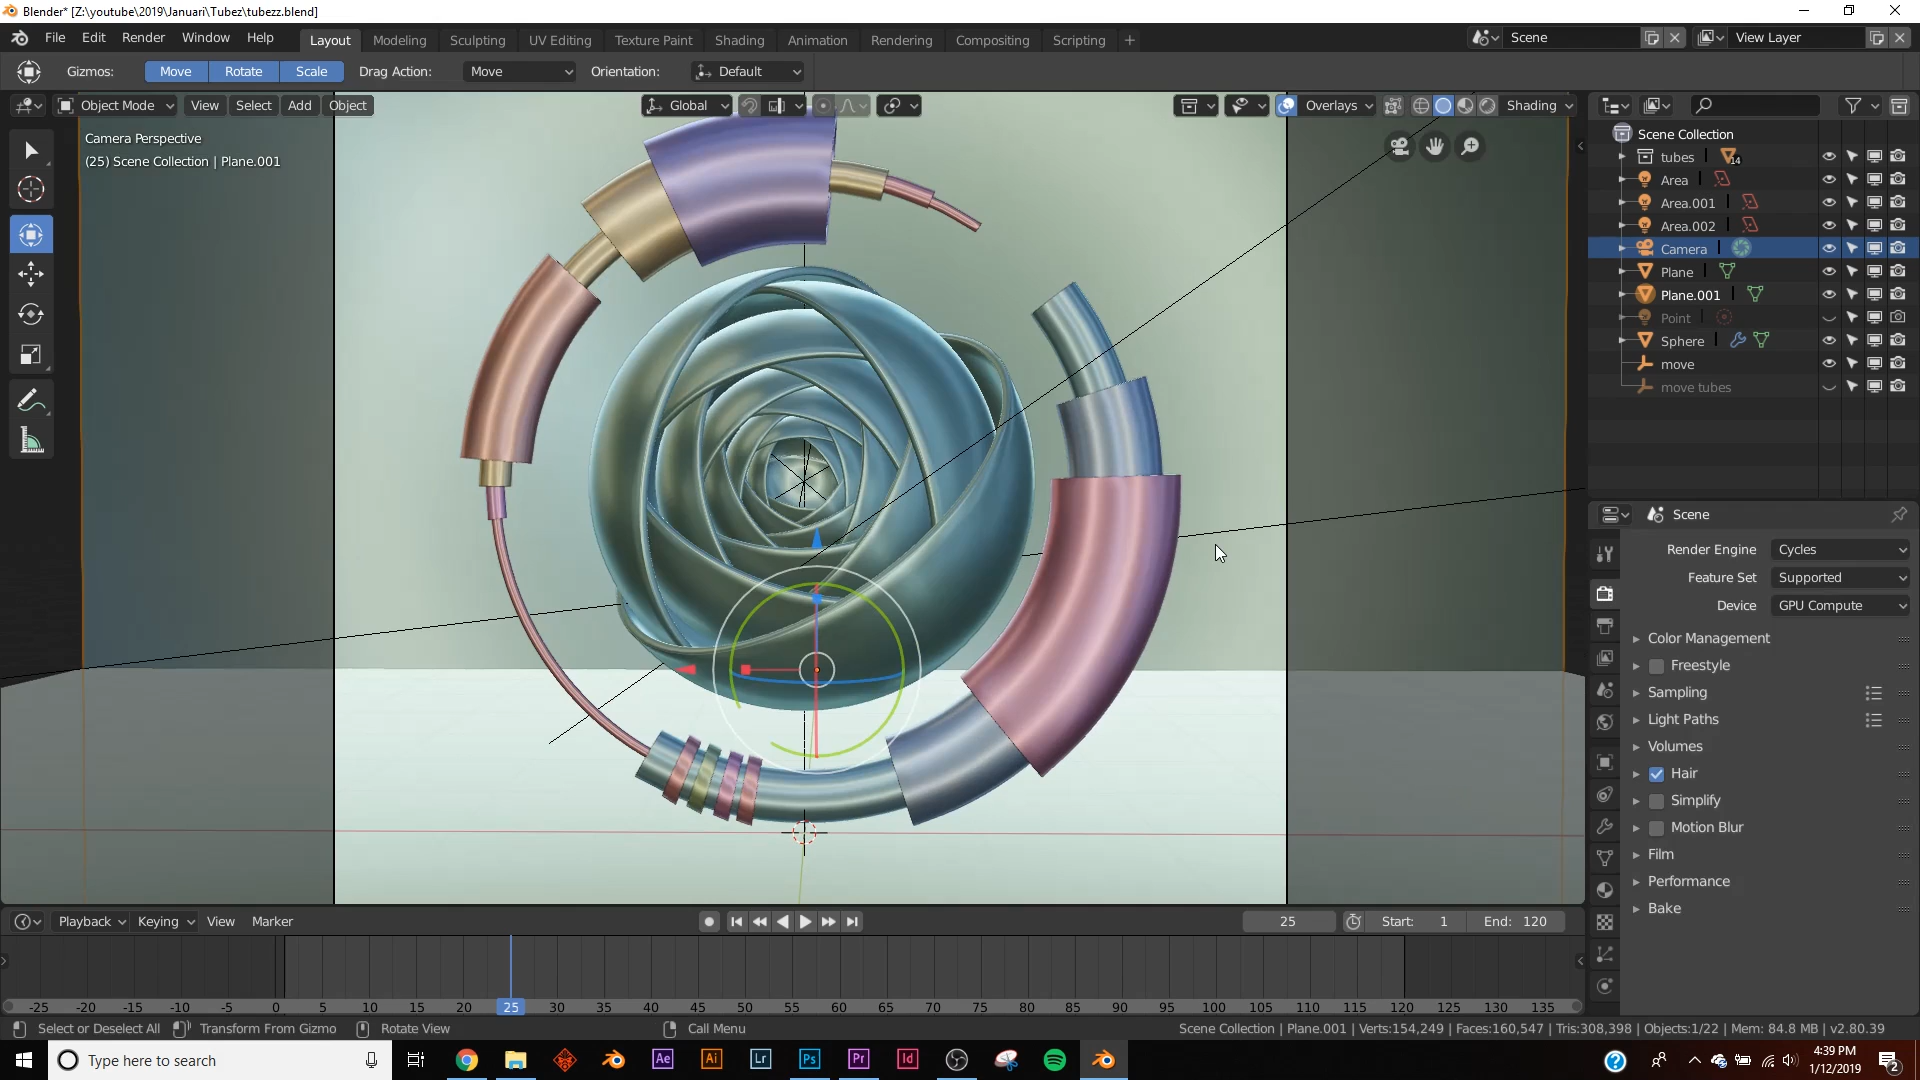 Blender* [Z:\youtube\2019\Januari\Tubez\tubezz.blend]
File Edit Render Window Help Layout Modeling Sculpting UV Editing Texture Paint Shading Animation Rendering Compositing Scripting + Scene View Layer
Gizmos: Move Rotate Scale Drag Action: Move Orientation: Default
Object Mode View Select Add Object Global Overlays Shading
Camera Perspective
(25) Scene Collection | Plane.001
Scene Collection
tubes 14
Area
Area.001
Area.002
Camera
Plane
Plane.001
Point
Sphere
move
move tubes
Scene
Render Engine Cycles
Feature Set Supported
Device GPU Compute
Color Management
Freestyle
Sampling
Light Paths
Volumes
Hair
Simplify
Motion Blur
Film
Performance
Bake
Playback Keying View Marker 25 Start: 1 End: 120
-25 -20 -15 -10 -5 0 5 10 15 20 25 30 35 40 45 50 55 60 65 70 75 80 85 90 95 100 105 110 115 120 125 130 135
Select or Deselect All Transform From Gizmo Rotate View Call Menu Scene Collection | Plane.001 | Verts:154,249 | Faces:160,547 | Tris:308,398 | Objects:1/22 | Mem: 84.8 MB | v2.80.39
Type here to search Ae Ai Lr Ps Pr Id
4:39 PM
1/12/2019
2